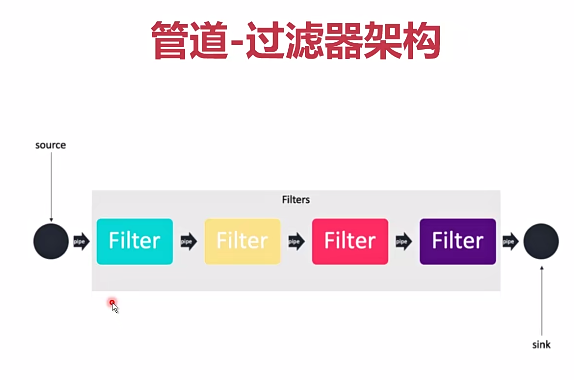 管道-过滤器架构
source
Filters
pipe Filter pipe Filter pipe Filter pipe Filter pipe
sink